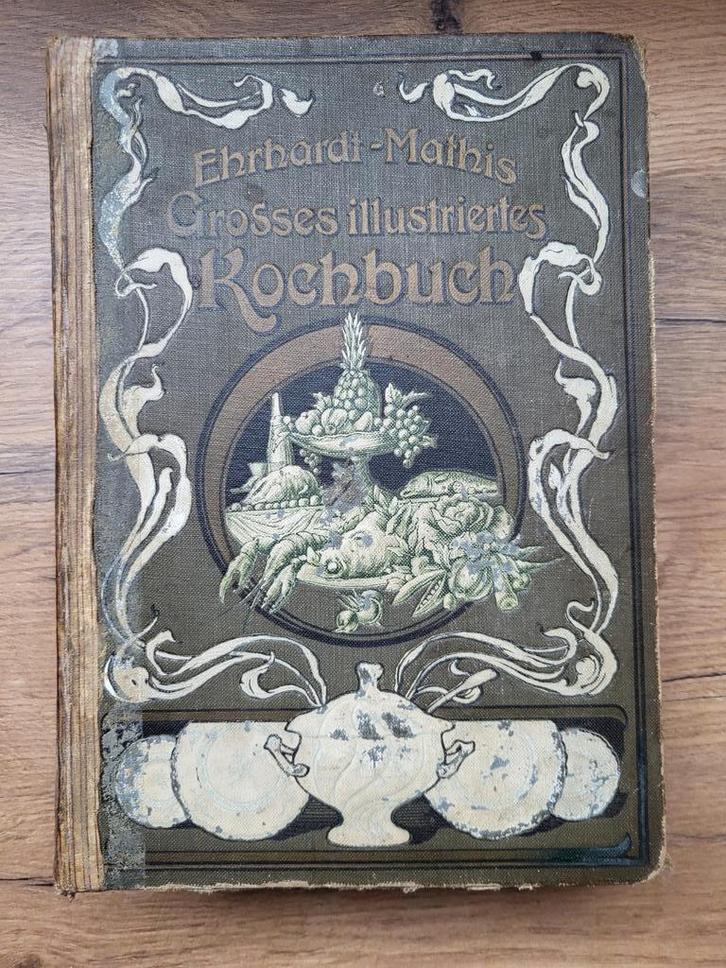 Ehrhardt-Mathis
Grosses illustriertes
Kochbuch